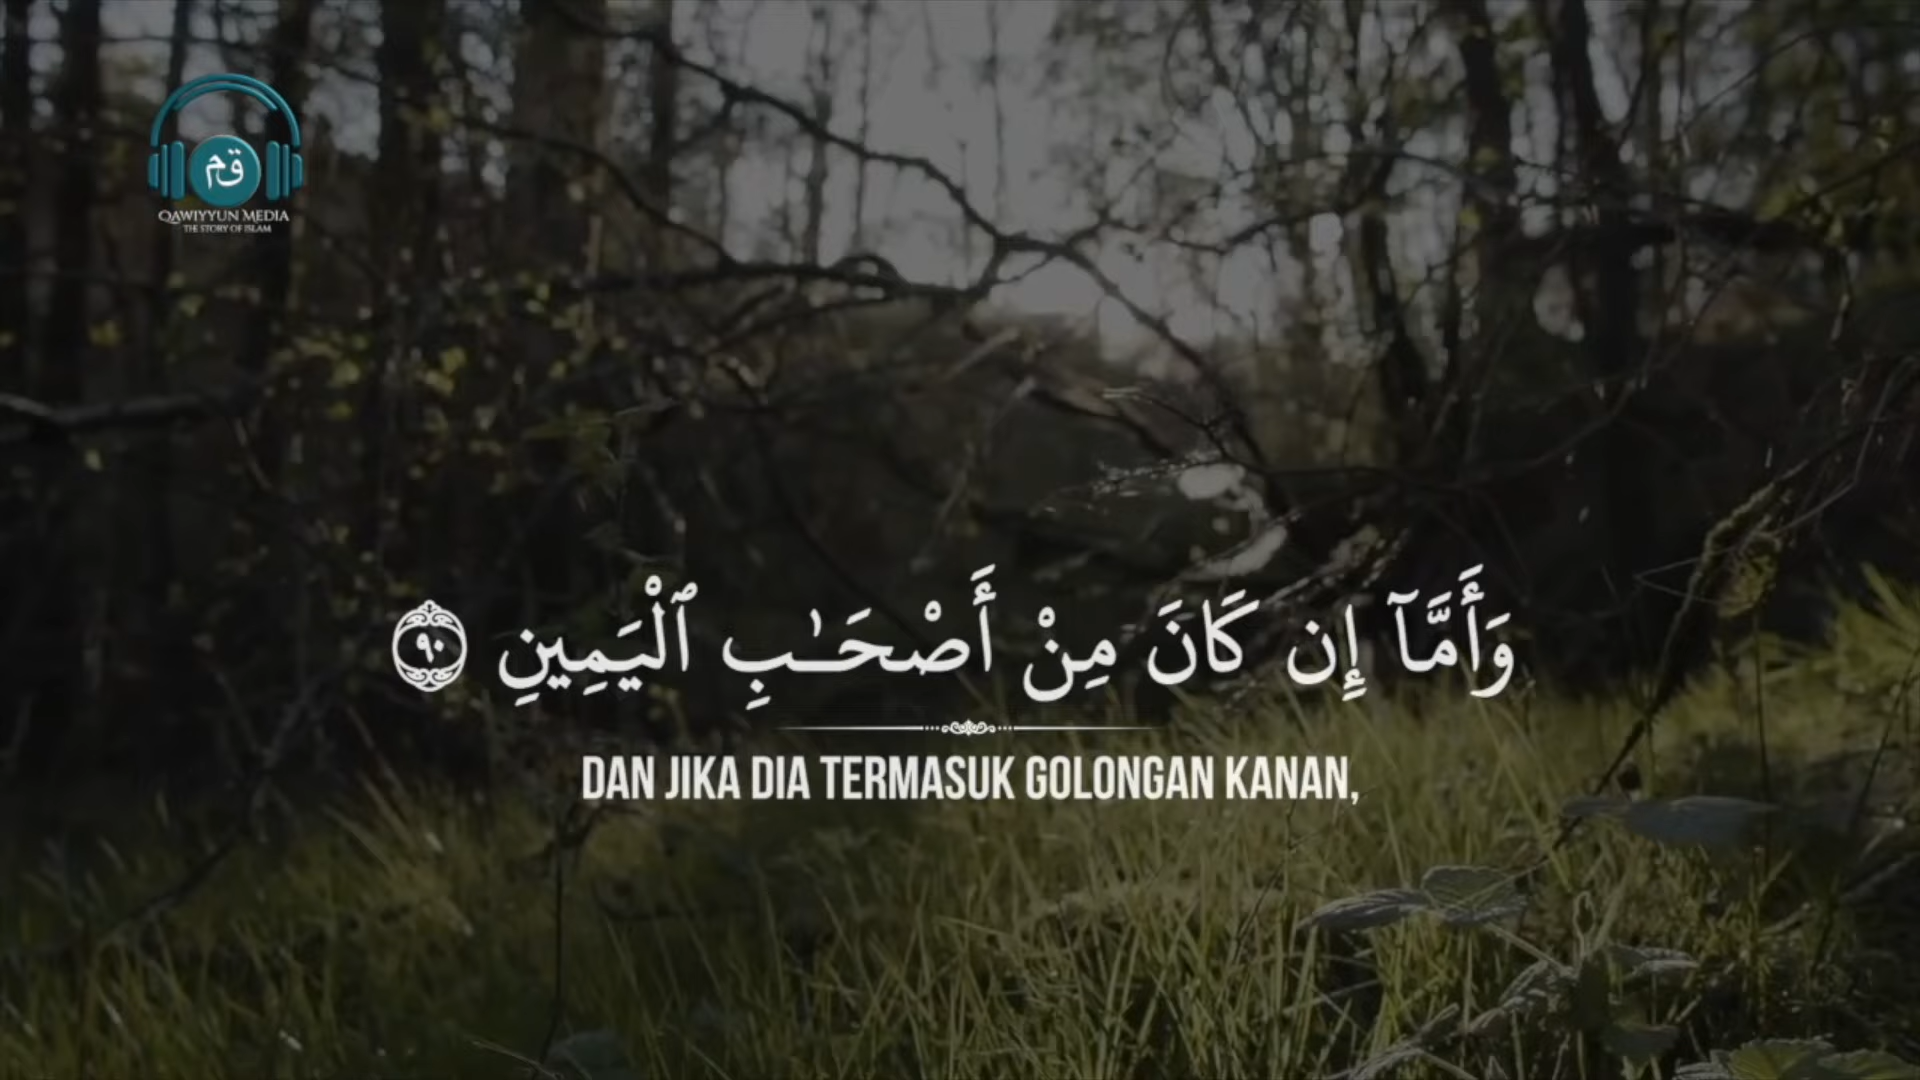 قم
QAWIYYUN MEDIA
THE STORY OF ISLAM
وَأَمَّآ إِن كَانَ مِنْ أَصْحَـٰبِ ٱلْيَمِينِ ٩٠
DAN JIKA DIA TERMASUK GOLONGAN KANAN,